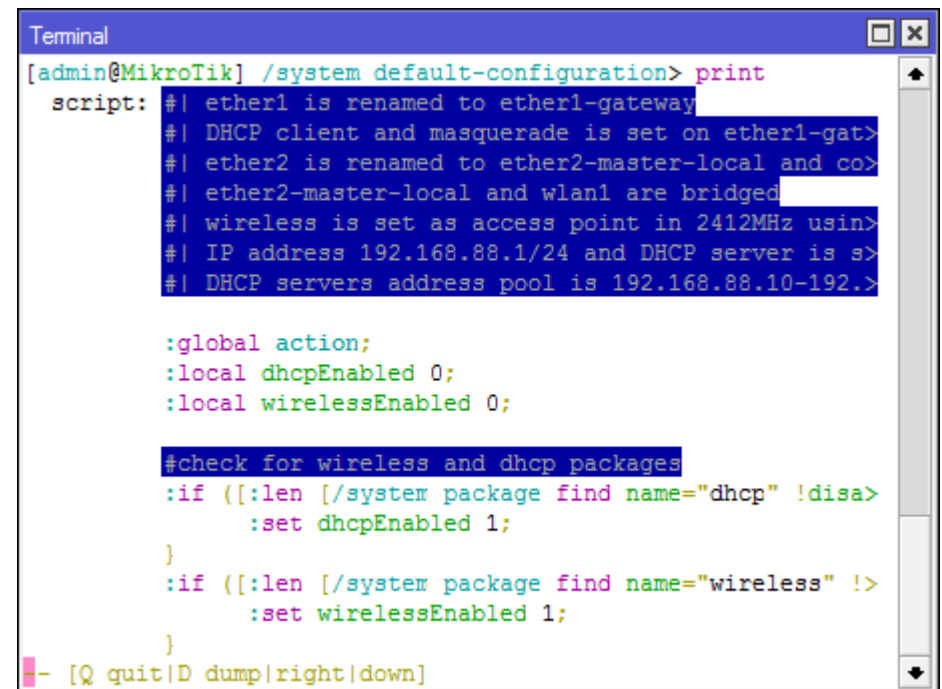 Terminal
[admin@MikroTik] /system default-configuration> print
script: #| ether1 is renamed to ether1-gateway
#| DHCP client and masquerade is set on ether1-gat>
#| ether2 is renamed to ether2-master-local and co>
#| ether2-master-local and wlan1 are bridged
#| wireless is set as access point in 2412MHz usin>
#| IP address 192.168.88.1/24 and DHCP server is s>
#| DHCP servers address pool is 192.168.88.10-192.>
:global action;
:local dhcpEnabled 0;
:local wirelessEnabled 0;
#check for wireless and dhcp packages
:if ([:len [/system package find name="dhcp" !disa>
:set dhcpEnabled 1;
}
:if ([:len [/system package find name="wireless" !>
:set wirelessEnabled 1;
}
-- [Q quit|D dump|right|down]